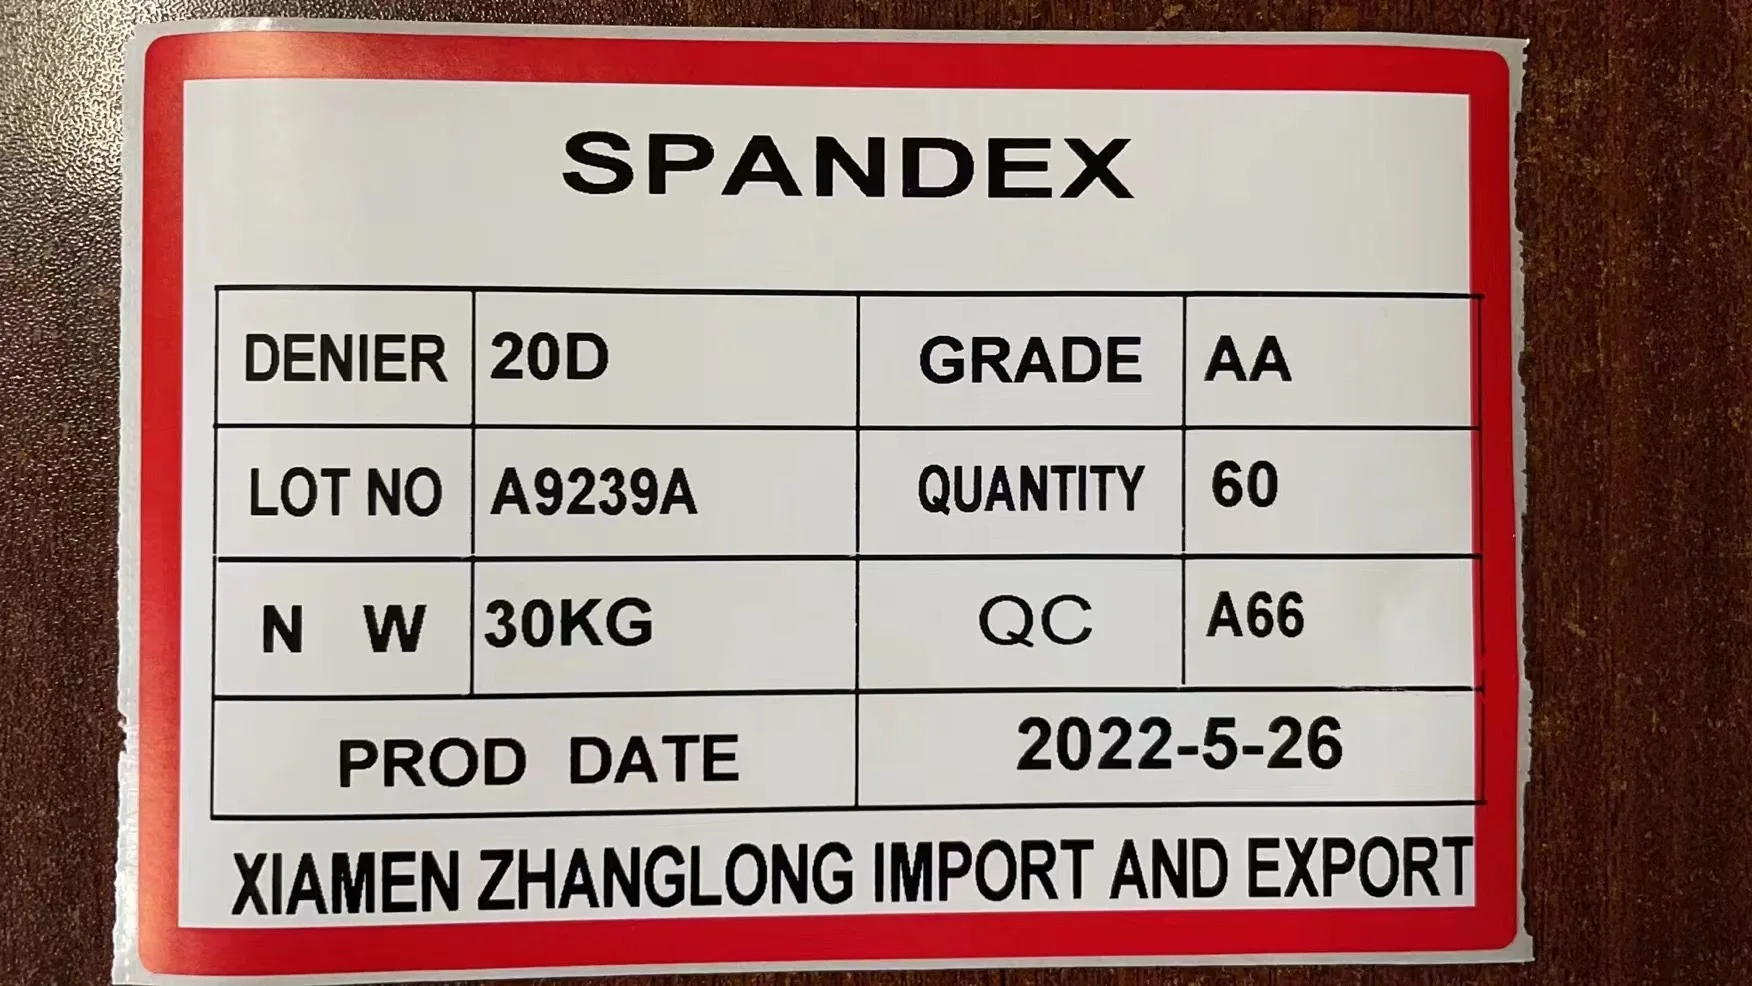 SPANDEX
DENIER 20D GRADE AA
LOT NO A9239A QUANTITY 60
N W 30KG QC A66
PROD DATE 2022-5-26
XIAMEN ZHANGLONG IMPORT AND EXPORT